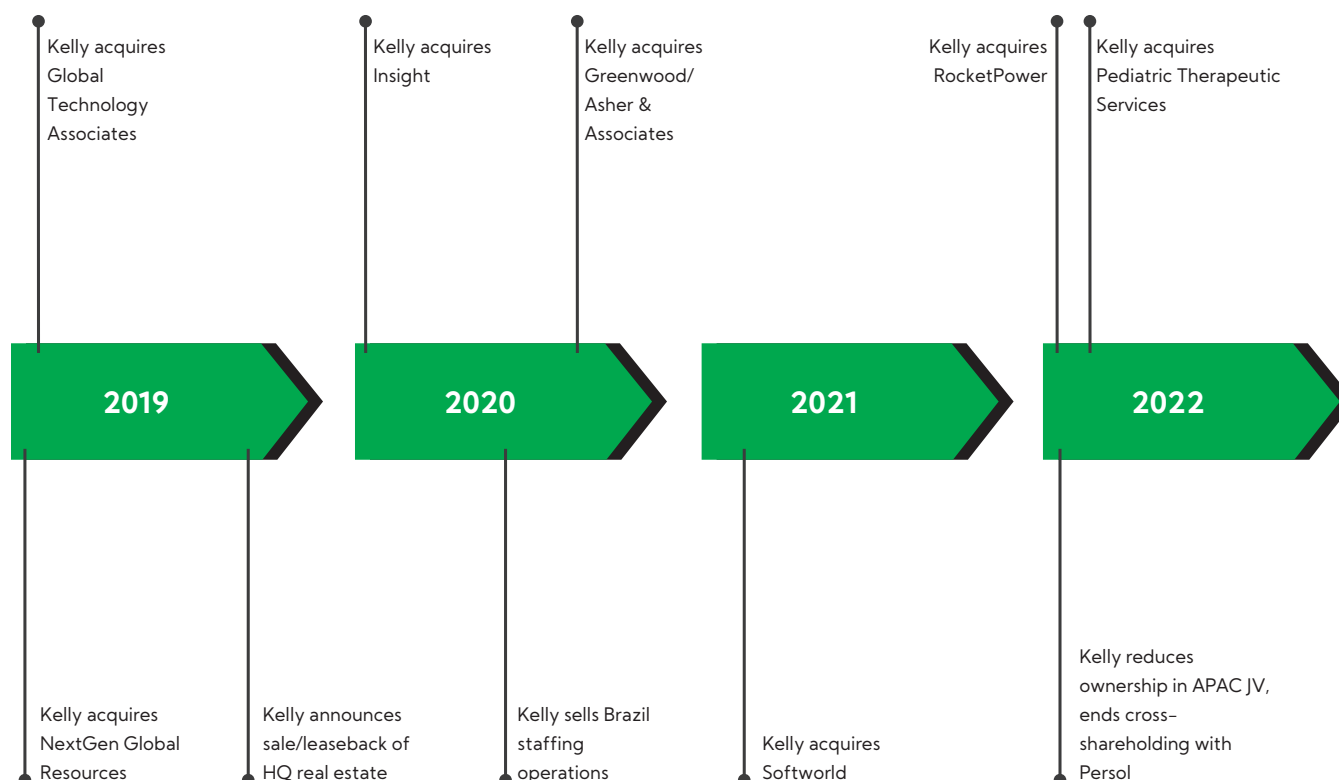 Kelly acquires
Global
Technology
Associates
Kelly acquires
Insight
Kelly acquires
Greenwood/
Asher &
Associates
Kelly acquires
RocketPower
Kelly acquires
Pediatric Therapeutic
Services
2019
2020
2021
2022
Kelly acquires
NextGen Global
Resources
Kelly announces
sale/leaseback of
HQ real estate
Kelly sells Brazil
staffing
operations
Kelly acquires
Softworld
Kelly reduces
ownership in APAC JV,
ends cross-
shareholding with
Persol